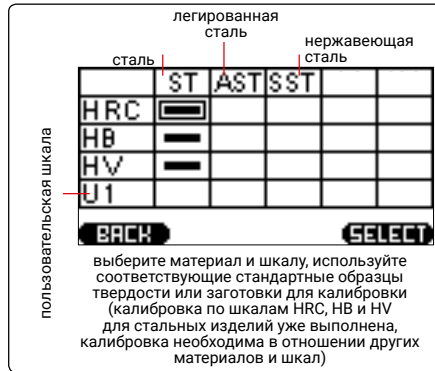 легированная
сталь
нержавеющая
сталь
сталь
ST AST SST
HRC
HB
HV
U1
пользовательская шкала
BACK SELECT
выберите материал и шкалу, используйте
соответствующие стандартные образцы
твердости или заготовки для калибровки
(калибровка по шкалам HRC, HB и HV
для стальных изделий уже выполнена,
калибровка необходима в отношении других
материалов и шкал)